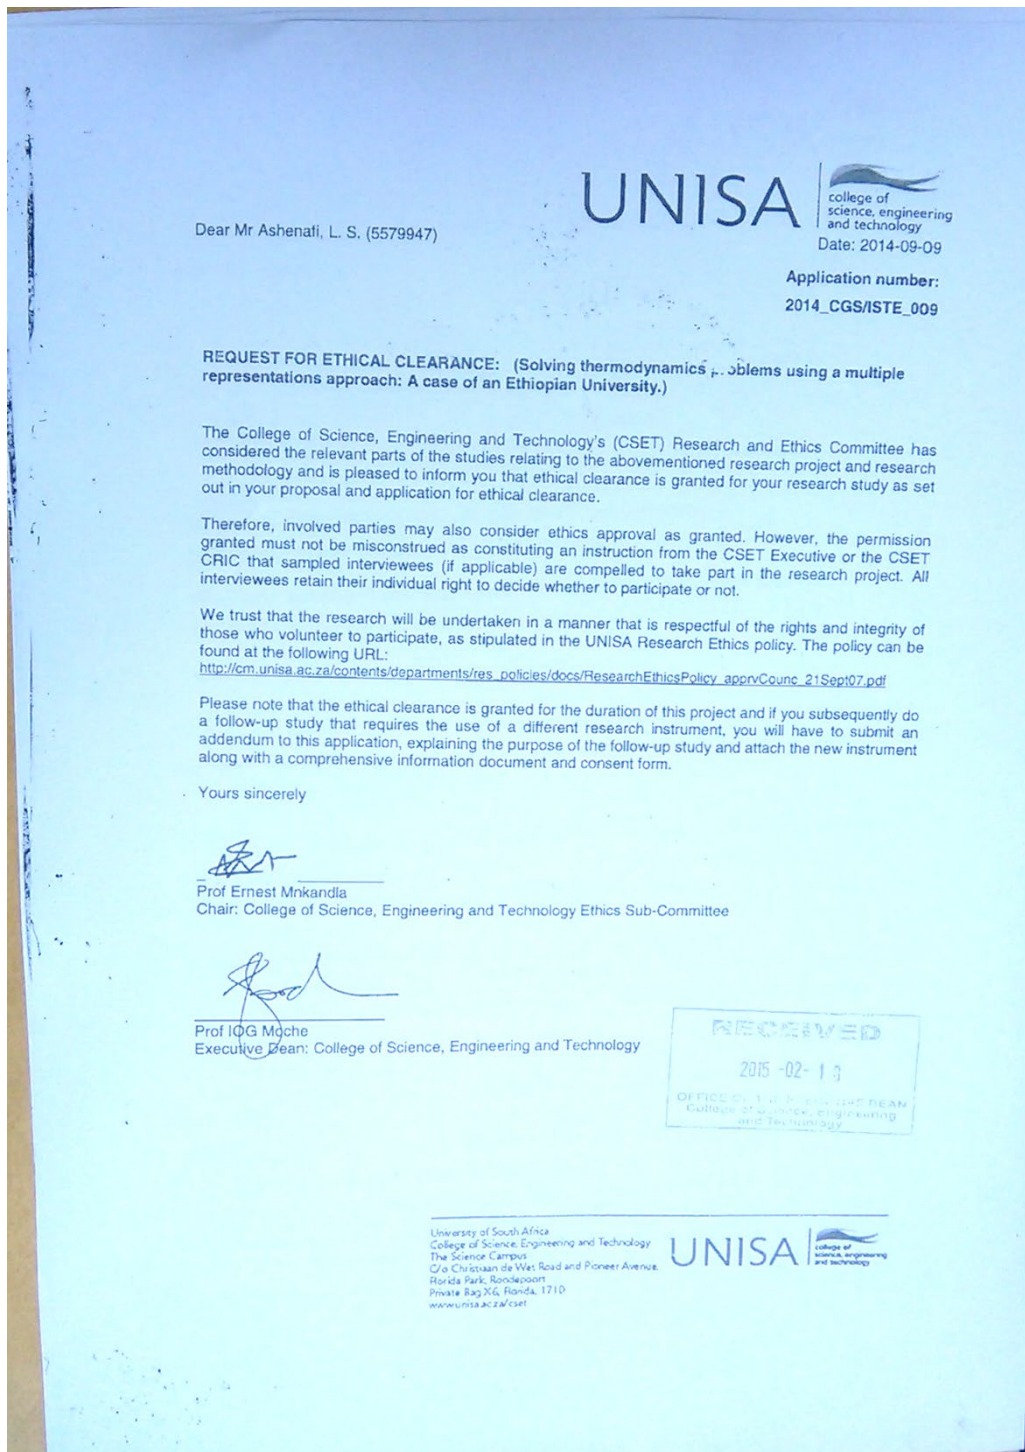 UNISA
college of
science, engineering
and technology
Dear Mr Ashenafi, L. S. (5579947)
Date: 2014-09-09
Application number:
2014_CGS/ISTE_009
REQUEST FOR ETHICAL CLEARANCE: (Solving thermodynamics using a multiple
representations approach: A case of an Ethiopian University.)
The College of Science, Engineering and Technology's (CSET) Research and Ethics Committee has
considered the relevant parts of the studies relating to the abovementioned research project and research
methodology and is pleased to inform you that ethical clearance is granted for your research study as set
out in your proposal and application for ethical clearance.
Therefore, involved parties may also consider ethics approval as granted. However, the permission
granted must not be misconstrued as constituting an instruction from the CSET Executive or the CSET
CRIC that sampled interviewees (if applicable) are compelled to take part in the research project. All
interviewees retain their individual right to decide whether to participate or not.
We trust that the research will be undertaken in a manner that is respectful of the rights and integrity of
those who volunteer to participate, as stipulated in the UNISA Research Ethics policy. The policy can be
found at the following URL:
http://cm.unisa.ac.za/contents/departments/res_policies/docs/ResearchEthicsPolicy_apprvCounc_21Sept07.pdf
Please note that the ethical clearance is granted for the duration of this project and if you subsequently do
a follow-up study that requires the use of a different research instrument, you will have to submit an
addendum to this application, explaining the purpose of the follow-up study and attach the new instrument
along with a comprehensive information document and consent form.
Yours sincerely
Prof Ernest Mnkandla
Chair: College of Science, Engineering and Technology Ethics Sub-Committee
Prof IOG Moche
Executive Dean: College of Science, Engineering and Technology
RECEIVED
2015 -02-
OFFICE DEAN
College of Science, Engineering
and Technology
University of South Africa
College of Science, Engineering and Technology
The Science Campus
C/o Christiaan de Wet Road and Pioneer Avenue,
Florida Park, Roodepoort
Private Bag X6, Florida, 1710
www.unisa.ac.za/cset
UNISA
college of
science, engineering
and technology